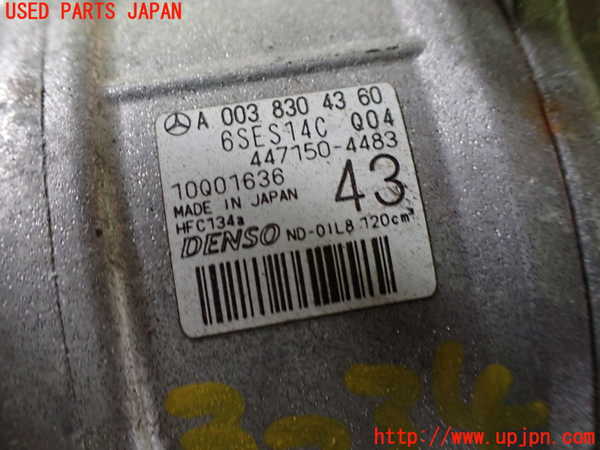 USED PARTS JAPAN
A 003 830 43 60
6SES14C Q04
447150-4483
10Q01636
43
MADE IN JAPAN
HFC134a
DENSO ND-OIL8 120cm³
http://www.upjpn.com/